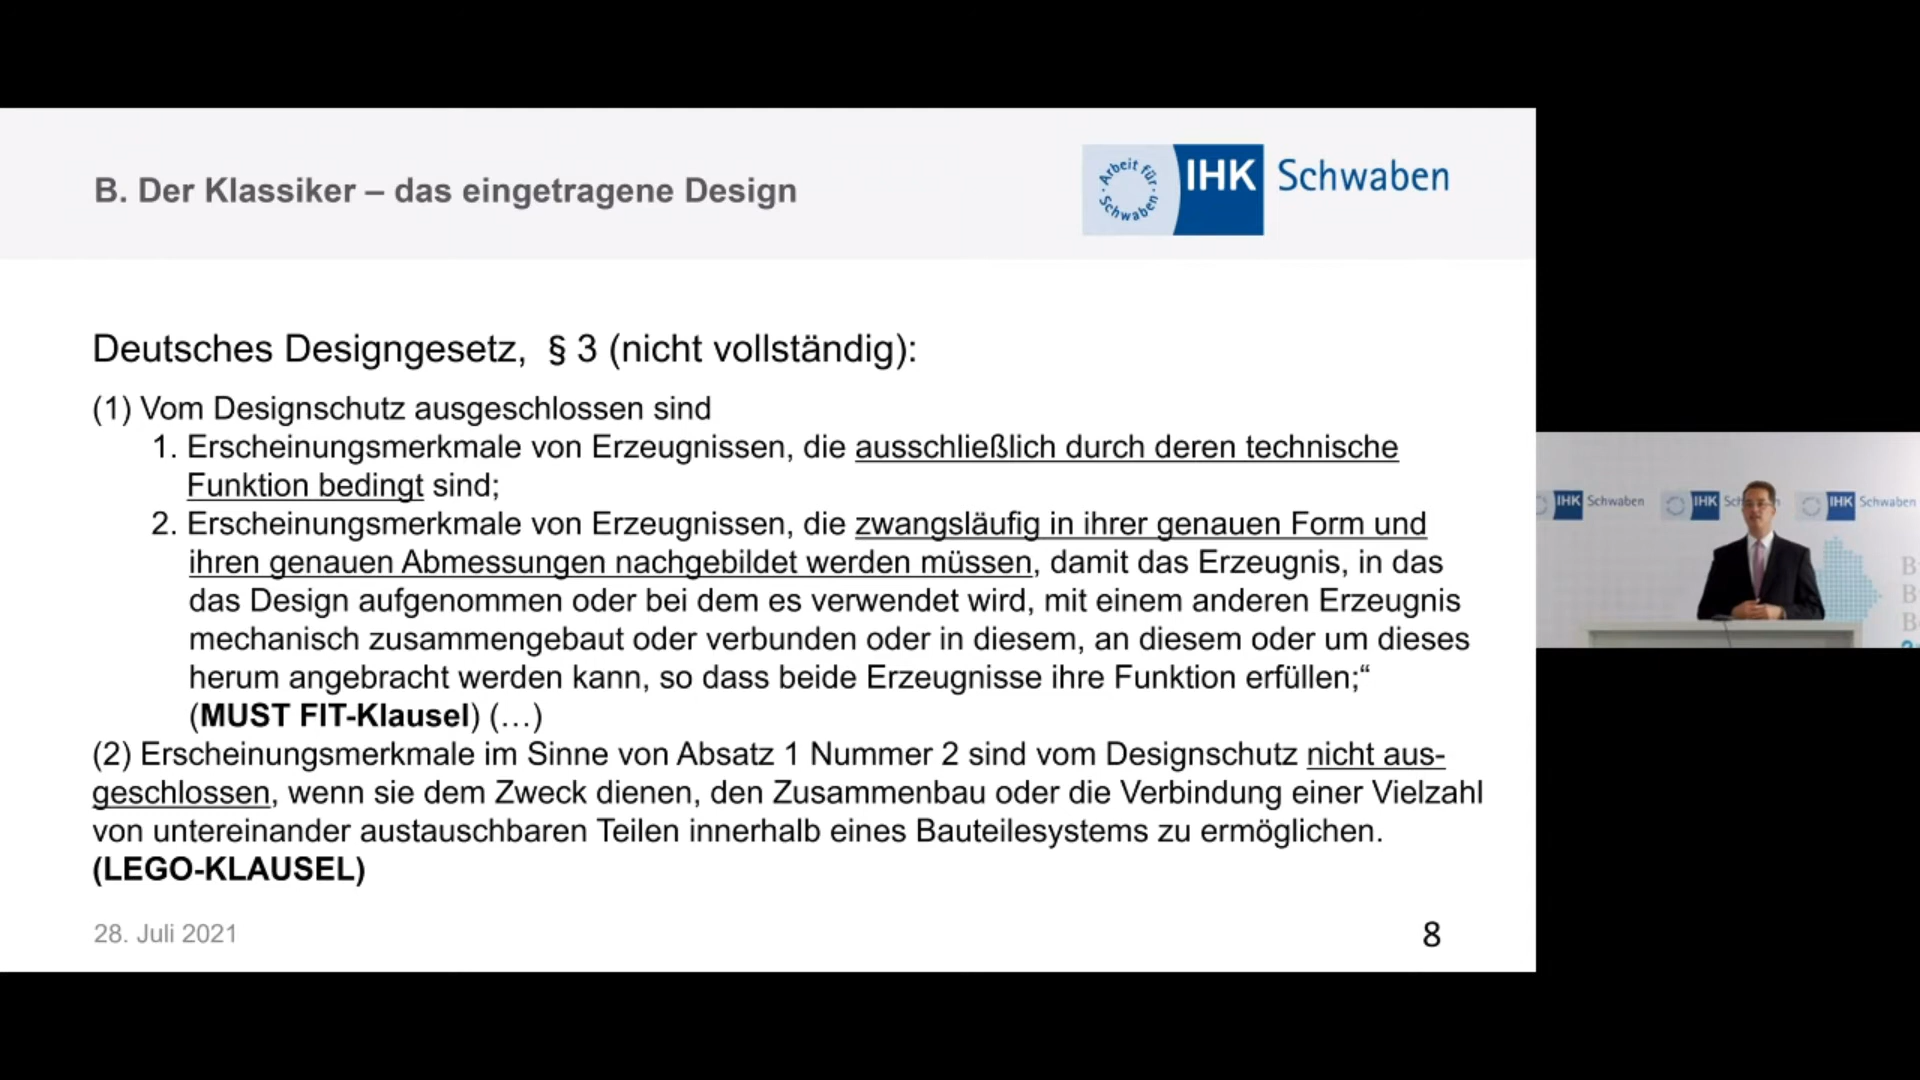 B. Der Klassiker – das eingetragene Design
Arbeit für Schwaben
IHK Schwaben
Deutsches Designgesetz, § 3 (nicht vollständig):
(1) Vom Designschutz ausgeschlossen sind
1. Erscheinungsmerkmale von Erzeugnissen, die ausschließlich durch deren technische
Funktion bedingt sind;
2. Erscheinungsmerkmale von Erzeugnissen, die zwangsläufig in ihrer genauen Form und
ihren genauen Abmessungen nachgebildet werden müssen, damit das Erzeugnis, in das
das Design aufgenommen oder bei dem es verwendet wird, mit einem anderen Erzeugnis
mechanisch zusammengebaut oder verbunden oder in diesem, an diesem oder um dieses
herum angebracht werden kann, so dass beide Erzeugnisse ihre Funktion erfüllen;“
(MUST FIT-Klausel) (…)
(2) Erscheinungsmerkmale im Sinne von Absatz 1 Nummer 2 sind vom Designschutz nicht aus-
geschlossen, wenn sie dem Zweck dienen, den Zusammenbau oder die Verbindung einer Vielzahl
von untereinander austauschbaren Teilen innerhalb eines Bauteilesystems zu ermöglichen.
(LEGO-KLAUSEL)
28. Juli 2021
8
IHK Schwaben
IHK
IHK Schwaben